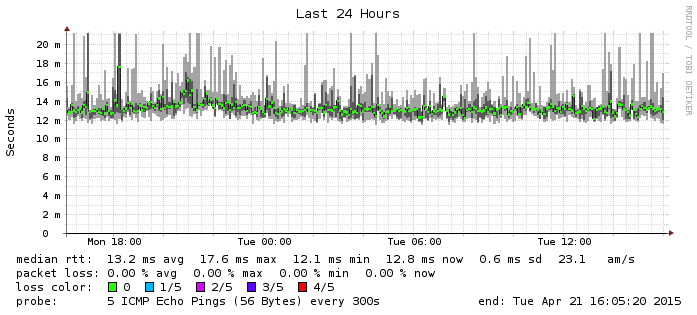 Last 24 Hours
RRDTOOL / TOBI OETIKER
Seconds
20 m
18 m
16 m
14 m
12 m
10 m
8 m
6 m
4 m
2 m
0
Mon 18:00 Tue 00:00 Tue 06:00 Tue 12:00
median rtt: 13.2 ms avg 17.6 ms max 12.1 ms min 12.8 ms now 0.6 ms sd 23.1 am/s
packet loss: 0.00 % avg 0.00 % max 0.00 % min 0.00 % now
loss color: 0 1/5 2/5 3/5 4/5
probe: 5 ICMP Echo Pings (56 Bytes) every 300s end: Tue Apr 21 16:05:20 2015